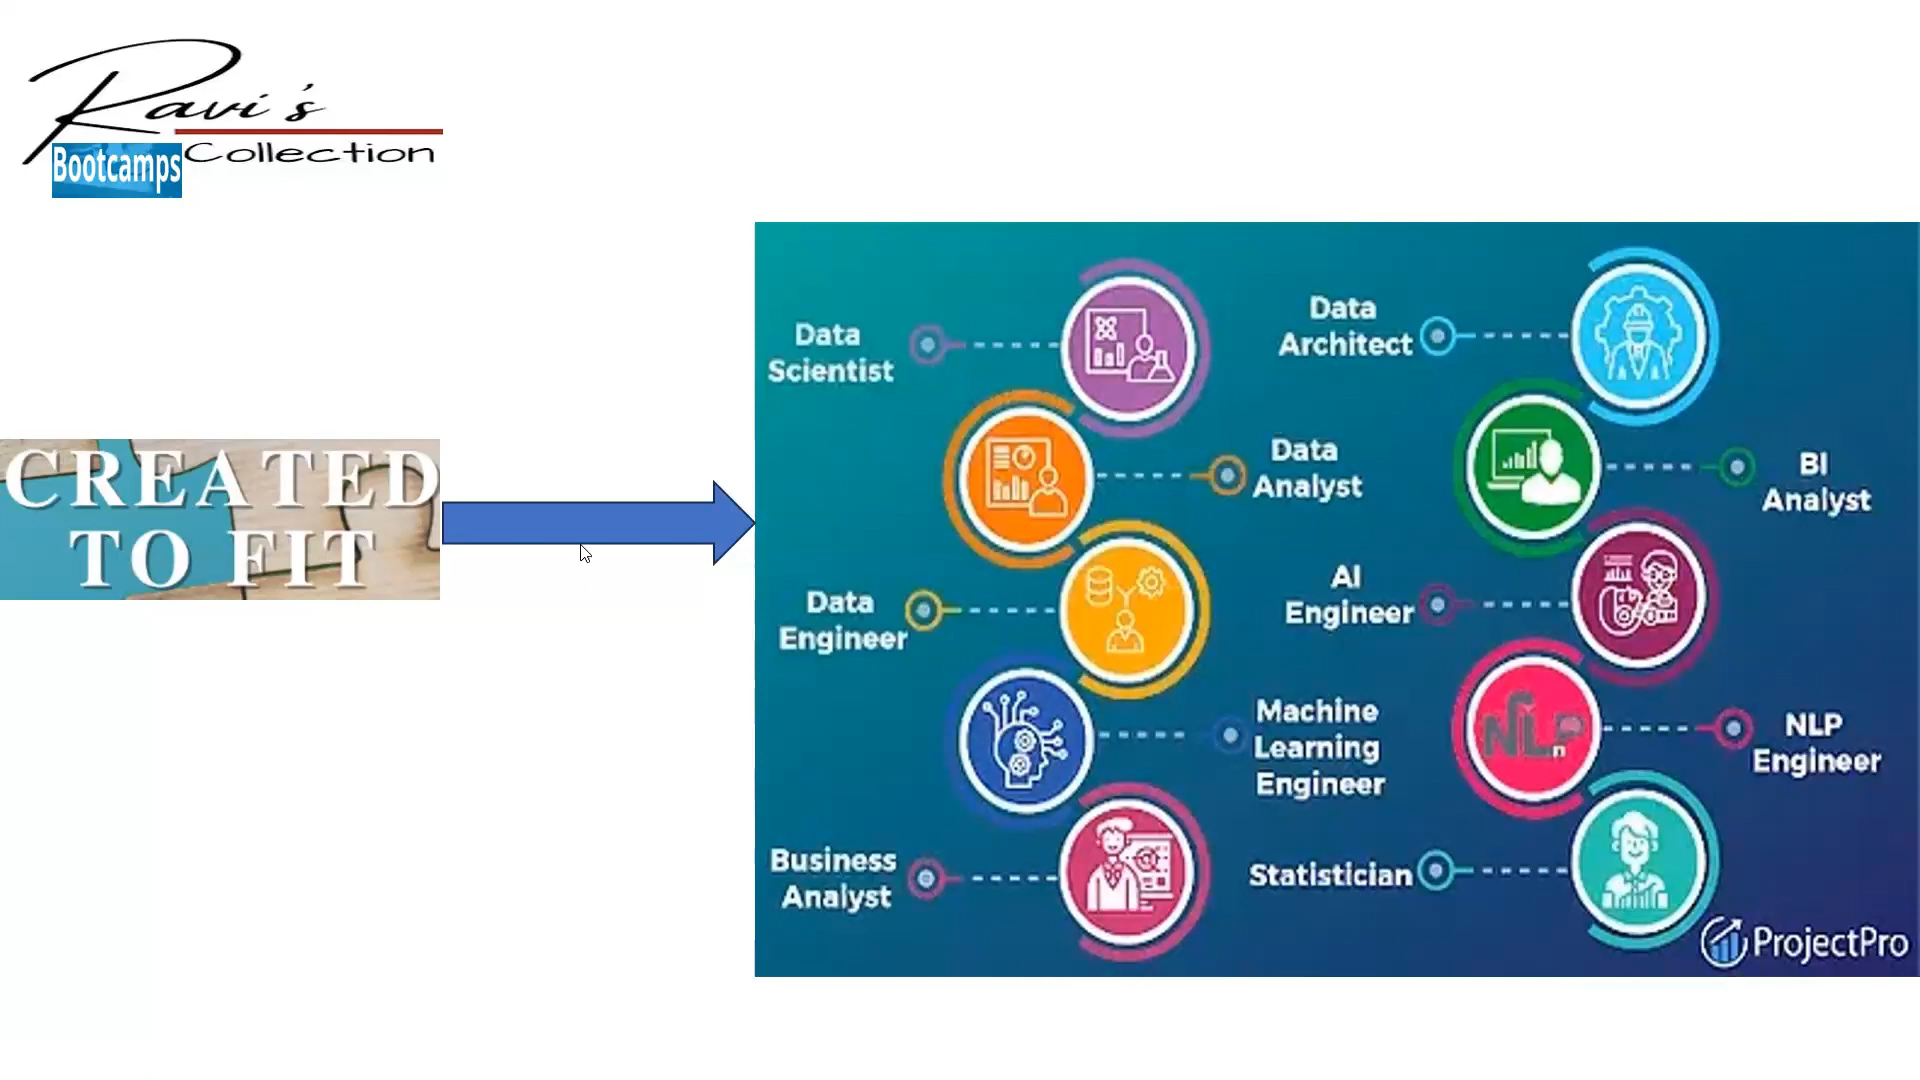 Ravi's
Collection
Bootcamps
CREATED
TO FIT
Data
Scientist
Data
Analyst
Data
Engineer
Machine
Learning
Engineer
Business
Analyst
Data
Architect
BI
Analyst
AI
Engineer
NLP
n
NLP
Engineer
Statistician
ProjectPro